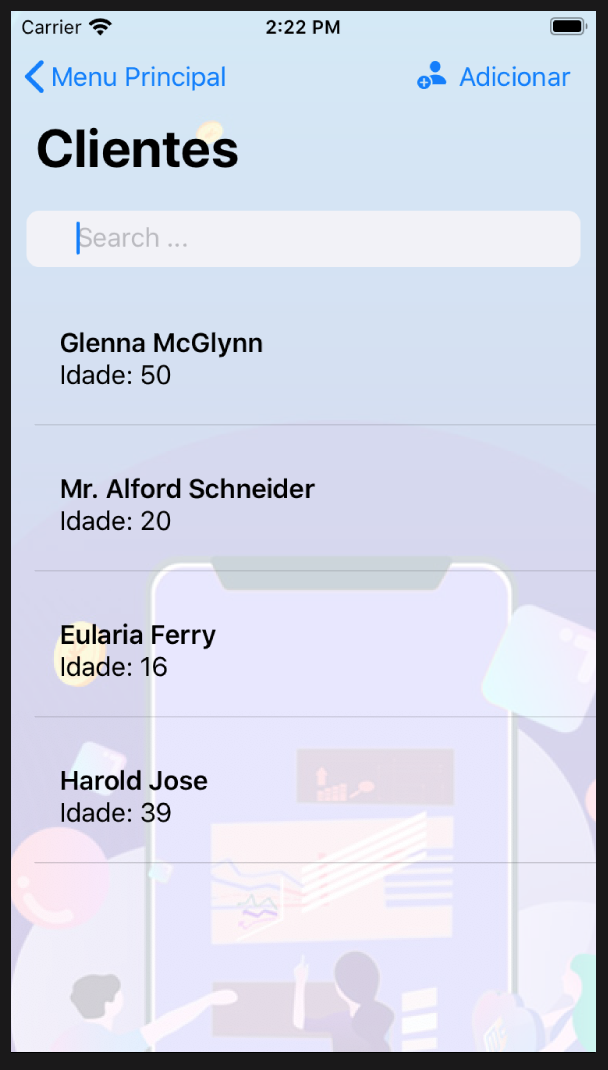 Carrier 2:22 PM
Menu Principal Adicionar
Clientes
Search ...
Glenna McGlynn
Idade: 50
Mr. Alford Schneider
Idade: 20
Eularia Ferry
Idade: 16
Harold Jose
Idade: 39